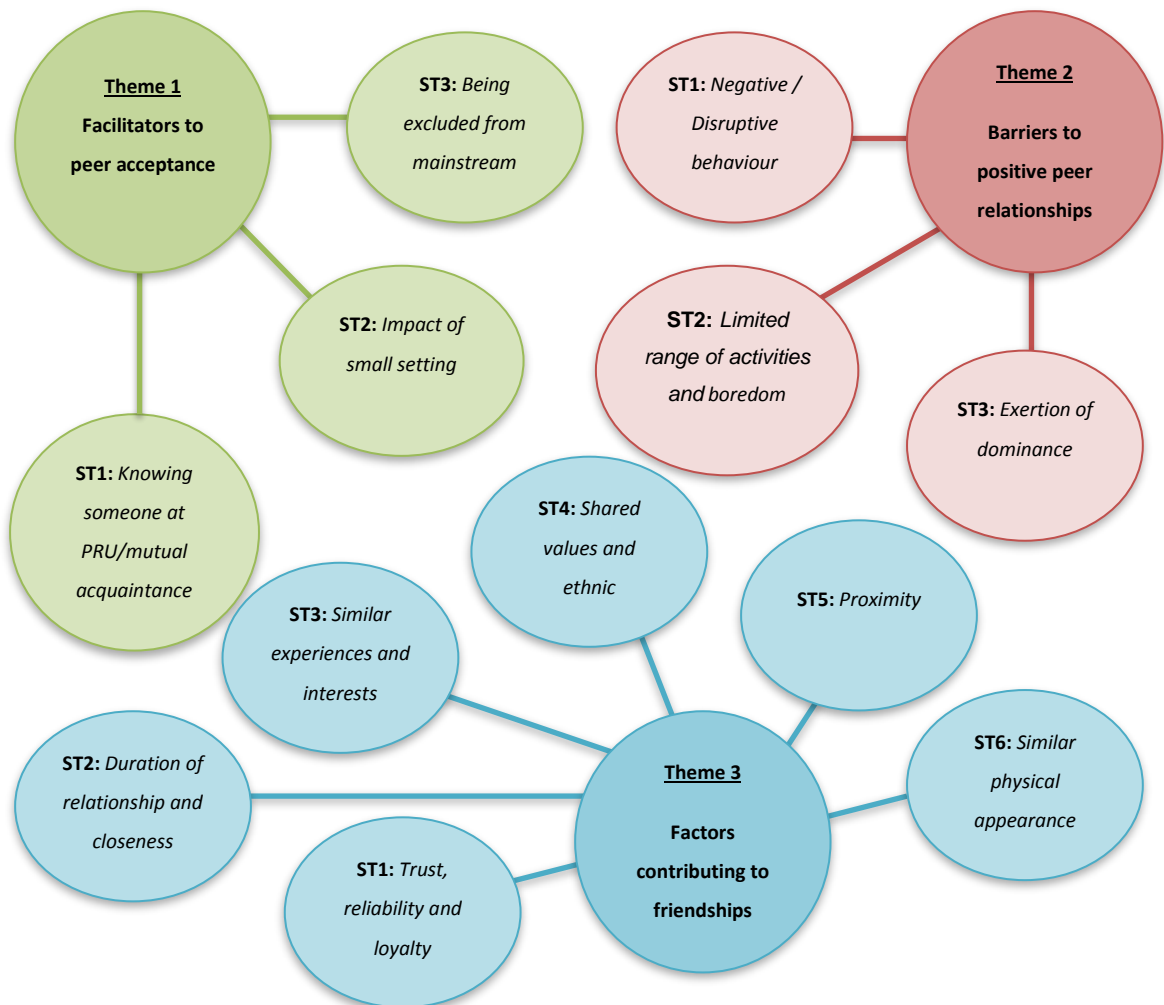 Theme 1
Facilitators to
peer acceptance
ST3: Being
excluded from
mainstream
ST2: Impact of
small setting
ST1: Knowing
someone at
PRU/mutual
acquaintance
Theme 2
Barriers to
positive peer
relationships
ST1: Negative /
Disruptive
behaviour
ST2: Limited
range of activities
and boredom
ST3: Exertion of
dominance
ST4: Shared
values and
ethnic
ST5: Proximity
ST3: Similar
experiences and
interests
ST2: Duration of
relationship and
closeness
ST1: Trust,
reliability and
loyalty
Theme 3
Factors
contributing to
friendships
ST6: Similar
physical
appearance